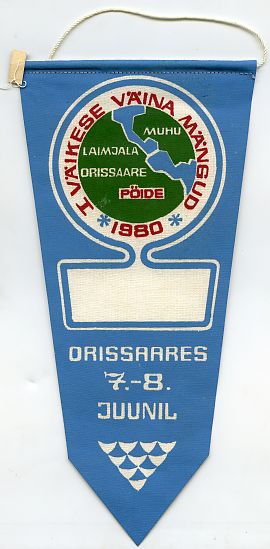 I VÄIKESE VÄINA MÄNGUD
*1980*
MUHU
LAIMJALA
ORISSAARE
PÖIDE
ORISSAARES
7.-8.
JUUNIL